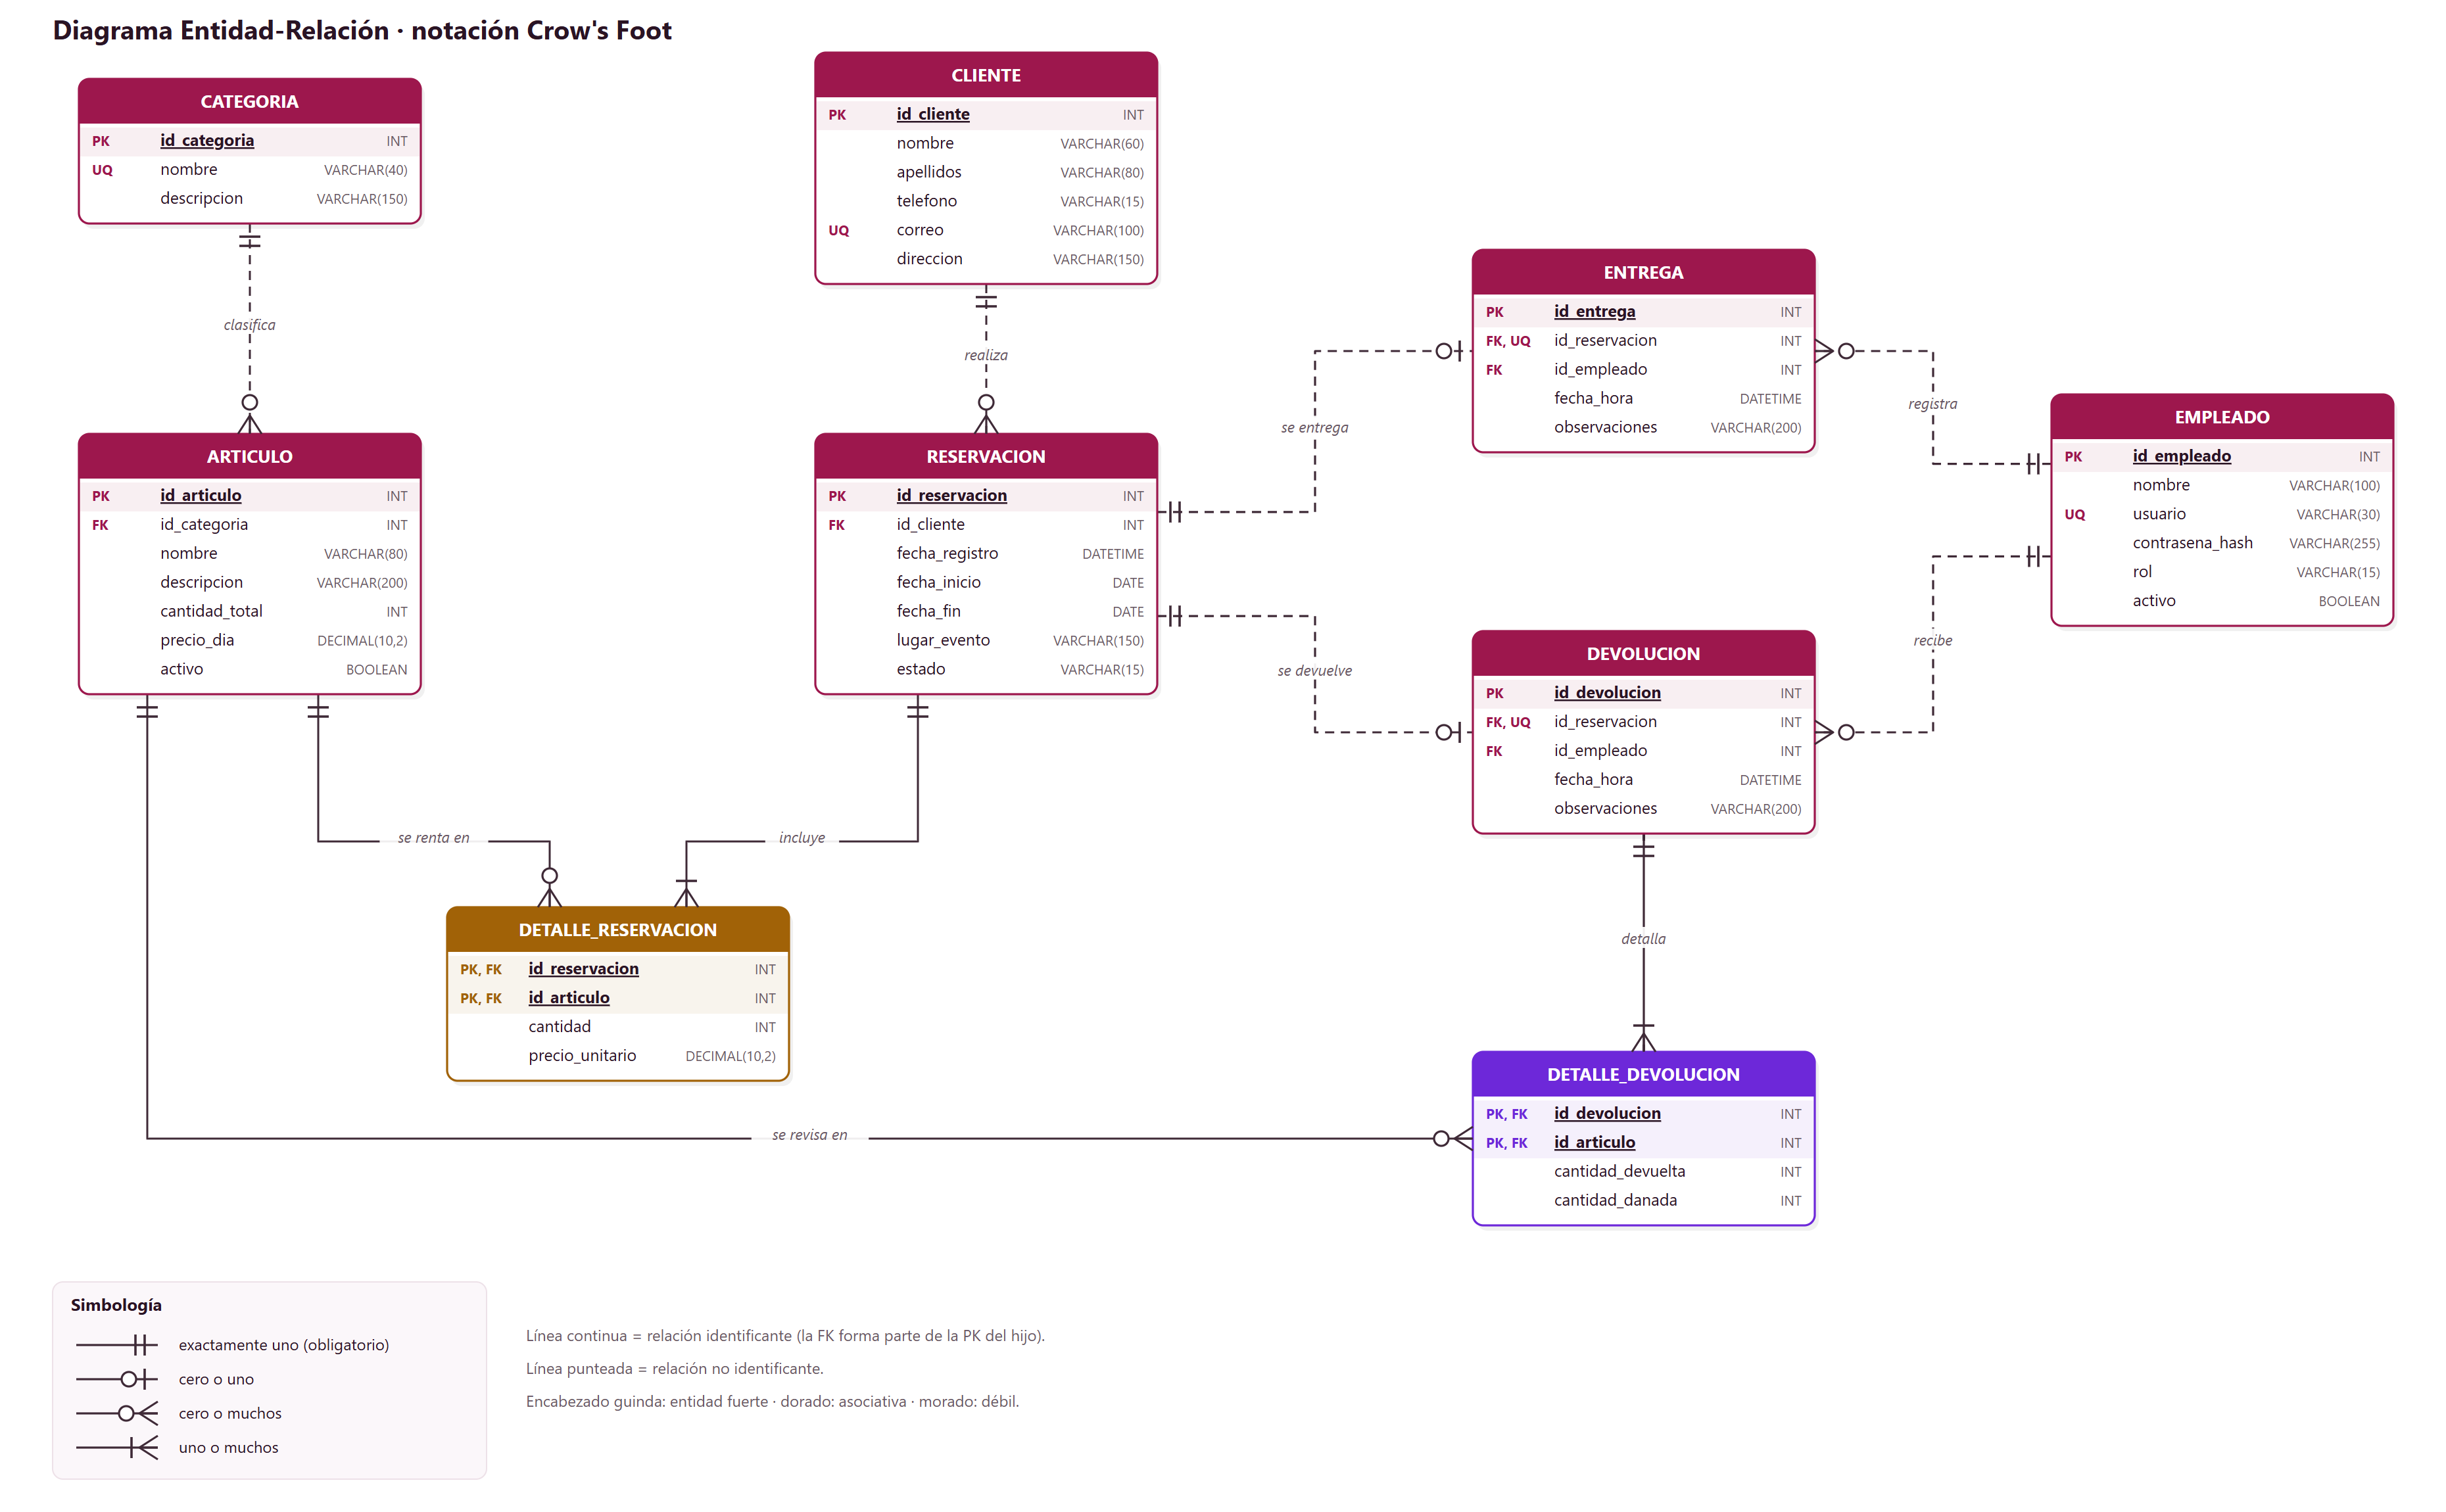 Diagrama Entidad-Relación · notación Crow's Foot
CATEGORIA
PK id_categoria INT
UQ nombre VARCHAR(40)
descripcion VARCHAR(150)
clasifica
CLIENTE
PK id_cliente INT
nombre VARCHAR(60)
apellidos VARCHAR(80)
telefono VARCHAR(15)
UQ correo VARCHAR(100)
direccion VARCHAR(150)
realiza
ARTICULO
PK id_articulo INT
FK id_categoria INT
nombre VARCHAR(80)
descripcion VARCHAR(200)
cantidad_total INT
precio_dia DECIMAL(10,2)
activo BOOLEAN
RESERVACION
PK id_reservacion INT
FK id_cliente INT
fecha_registro DATETIME
fecha_inicio DATE
fecha_fin DATE
lugar_evento VARCHAR(150)
estado VARCHAR(15)
se entrega
se devuelve
ENTREGA
PK id_entrega INT
FK, UQ id_reservacion INT
FK id_empleado INT
fecha_hora DATETIME
observaciones VARCHAR(200)
registra
EMPLEADO
PK id_empleado INT
nombre VARCHAR(100)
UQ usuario VARCHAR(30)
contrasena_hash VARCHAR(255)
rol VARCHAR(15)
activo BOOLEAN
recibe
DEVOLUCION
PK id_devolucion INT
FK, UQ id_reservacion INT
FK id_empleado INT
fecha_hora DATETIME
observaciones VARCHAR(200)
se renta en
incluye
detalla
DETALLE_RESERVACION
PK, FK id_reservacion INT
PK, FK id_articulo INT
cantidad INT
precio_unitario DECIMAL(10,2)
se revisa en
DETALLE_DEVOLUCION
PK, FK id_devolucion INT
PK, FK id_articulo INT
cantidad_devuelta INT
cantidad_danada INT
Simbología
exactamente uno (obligatorio)
cero o uno
cero o muchos
uno o muchos
Línea continua = relación identificante (la FK forma parte de la PK del hijo).
Línea punteada = relación no identificante.
Encabezado guinda: entidad fuerte · dorado: asociativa · morado: débil.